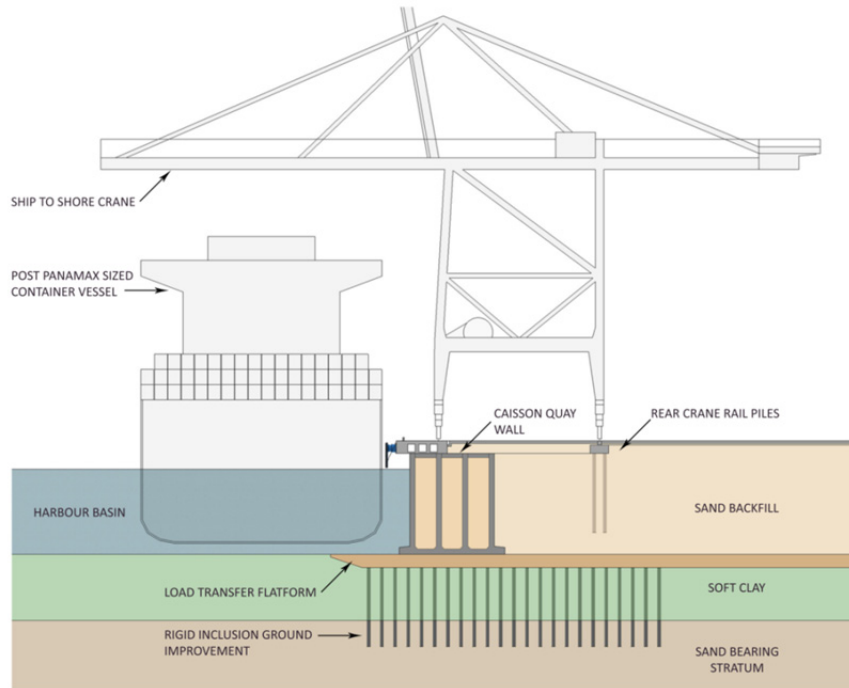 SHIP TO SHORE CRANE
POST PANAMAX SIZED
CONTAINER VESSEL
CAISSON QUAY
WALL
REAR CRANE RAIL PILES
HARBOUR BASIN
SAND BACKFILL
LOAD TRANSFER FLATFORM
SOFT CLAY
RIGID INCLUSION GROUND
IMPROVEMENT
SAND BEARING
STRATUM